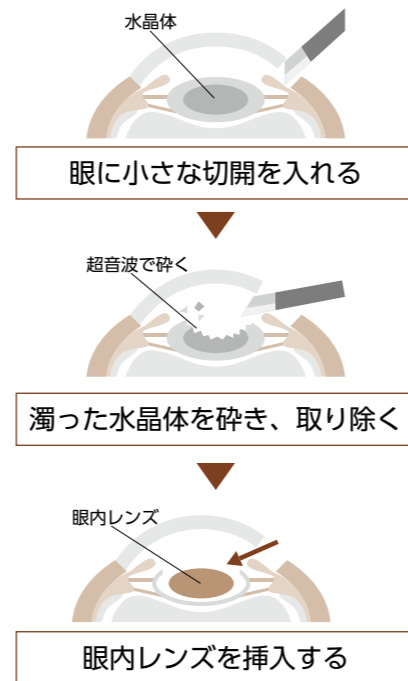 水晶体
眼に小さな切開を入れる
超音波で砕く
濁った水晶体を砕き、取り除く
眼内レンズ
眼内レンズを挿入する